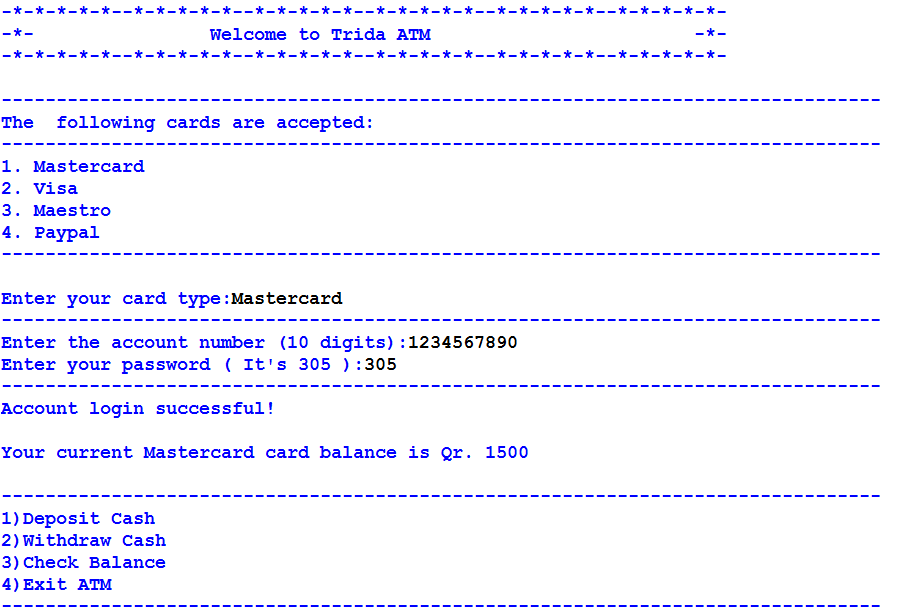 -*-*-*-*-*--*-*-*-*-*--*-*-*-*-*--*-*-*-*-*--*-*-*-*-*--*-*-*-*-*-
-*-                Welcome to Trida ATM                        -*-
-*-*-*-*-*--*-*-*-*-*--*-*-*-*-*--*-*-*-*-*--*-*-*-*-*--*-*-*-*-*-
--------------------------------------------------------------------------------
The  following cards are accepted:
--------------------------------------------------------------------------------
1. Mastercard
2. Visa
3. Maestro
4. Paypal
--------------------------------------------------------------------------------
Enter your card type:Mastercard
--------------------------------------------------------------------------------
Enter the account number (10 digits):1234567890
Enter your password ( It's 305 ):305
--------------------------------------------------------------------------------
Account login successful!
Your current Mastercard card balance is Qr. 1500
--------------------------------------------------------------------------------
1)Deposit Cash
2)Withdraw Cash
3)Check Balance
4)Exit ATM
--------------------------------------------------------------------------------